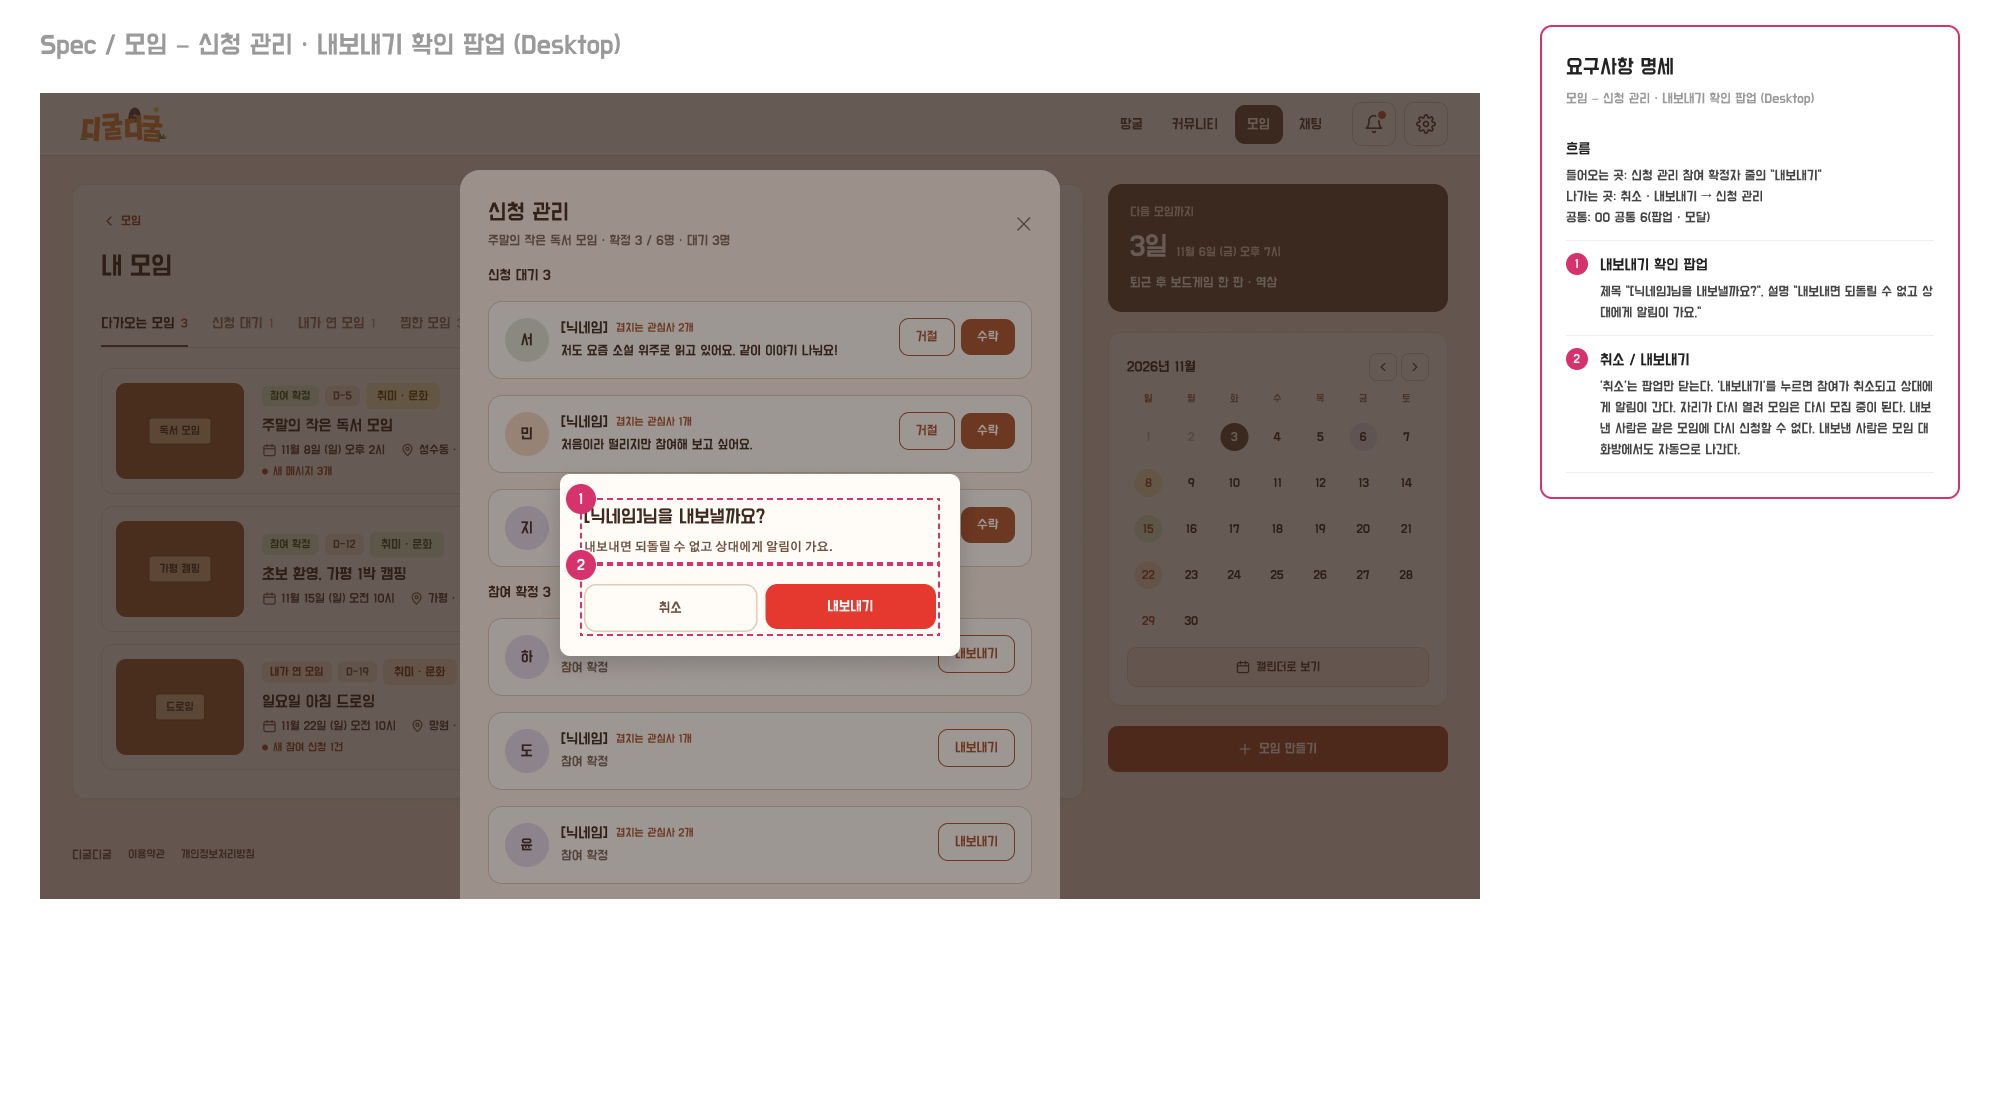 Spec / 모임 – 신청 관리 · 내보내기 확인 팝업 (Desktop)
디굴디굴
땅굴
커뮤니티
모임
채팅
모임
내 모임
다가오는 모임 3
신청 대기 1
내가 연 모임 1
찜한 모임 3
독서 모임
참여 확정
D-5
취미 · 문화
주말의 작은 독서 모임
11월 8일 (일) 오후 2시
성수동 ·
새 메시지 3개
가평 캠핑
참여 확정
D-12
취미 · 문화
초보 환영, 가평 1박 캠핑
11월 15일 (일) 오전 10시
가평 ·
드로잉
내가 연 모임
D-19
취미 · 문화
일요일 아침 드로잉
11월 22일 (일) 오전 10시
망원 ·
새 참여 신청 1건
디굴디굴
이용약관
개인정보처리방침
신청 관리
주말의 작은 독서 모임 · 확정 3 / 6명 · 대기 3명
신청 대기 3
서
[닉네임] 겹치는 관심사 2개
저도 요즘 소설 위주로 읽고 있어요. 같이 이야기 나눠요!
거절
수락
민
[닉네임] 겹치는 관심사 1개
처음이라 떨리지만 참여해 보고 싶어요.
거절
수락
지
수락
1
[닉네임]님을 내보낼까요?
내보내면 되돌릴 수 없고 상대에게 알림이 가요.
2
취소
내보내기
참여 확정 3
하
참여 확정
내보내기
도
[닉네임] 겹치는 관심사 1개
참여 확정
내보내기
윤
[닉네임] 겹치는 관심사 2개
참여 확정
내보내기
다음 모임까지
3일 11월 6일 (금) 오후 7시
퇴근 후 보드게임 한 판 · 역삼
2026년 11월
일 월 화 수 목 금 토
1 2 3 4 5 6 7
8 9 10 11 12 13 14
15 16 17 18 19 20 21
22 23 24 25 26 27 28
29 30
캘린더로 보기
모임 만들기
요구사항 명세
모임 – 신청 관리 · 내보내기 확인 팝업 (Desktop)
흐름
들어오는 곳: 신청 관리 참여 확정자 줄의 "내보내기"
나가는 곳: 취소 · 내보내기 → 신청 관리
공통: 00 공통 6(팝업 · 모달)
1
내보내기 확인 팝업
제목 "[닉네임]님을 내보낼까요?", 설명 "내보내면 되돌릴 수 없고 상
대에게 알림이 가요."
2
취소 / 내보내기
'취소'는 팝업만 닫는다. '내보내기'를 누르면 참여가 취소되고 상대에
게 알림이 간다. 자리가 다시 열려 모임은 다시 모집 중이 된다. 내보
낸 사람은 같은 모임에 다시 신청할 수 없다. 내보낸 사람은 모임 대
화방에서도 자동으로 나간다.